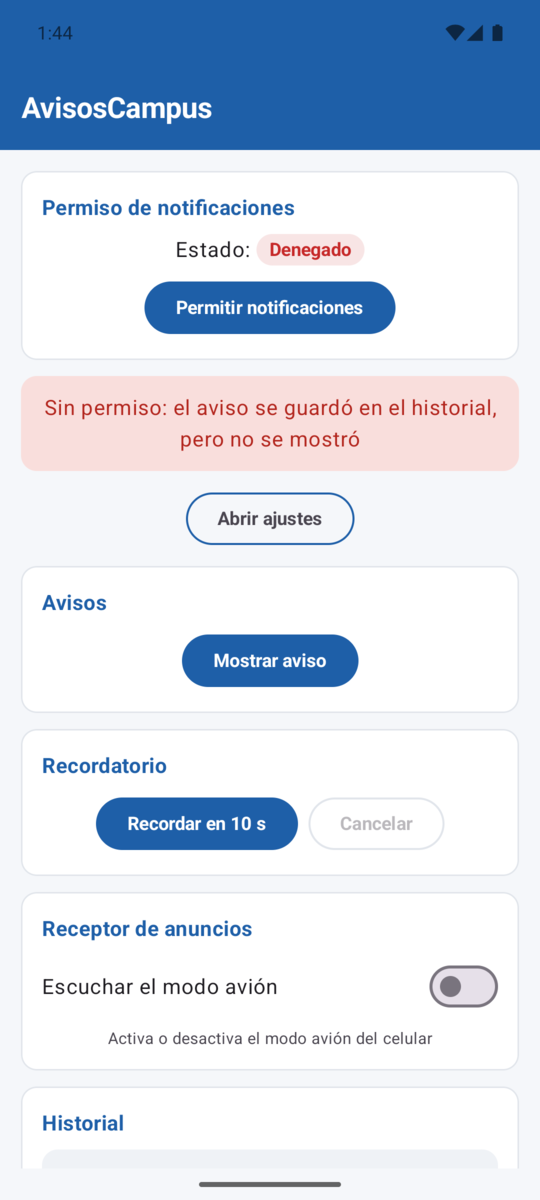 1:44
AvisosCampus
Permiso de notificaciones
Estado: Denegado
Permitir notificaciones
Sin permiso: el aviso se guardó en el historial,
pero no se mostró
Abrir ajustes
Avisos
Mostrar aviso
Recordatorio
Recordar en 10 s
Cancelar
Receptor de anuncios
Escuchar el modo avión
Activa o desactiva el modo avión del celular
Historial